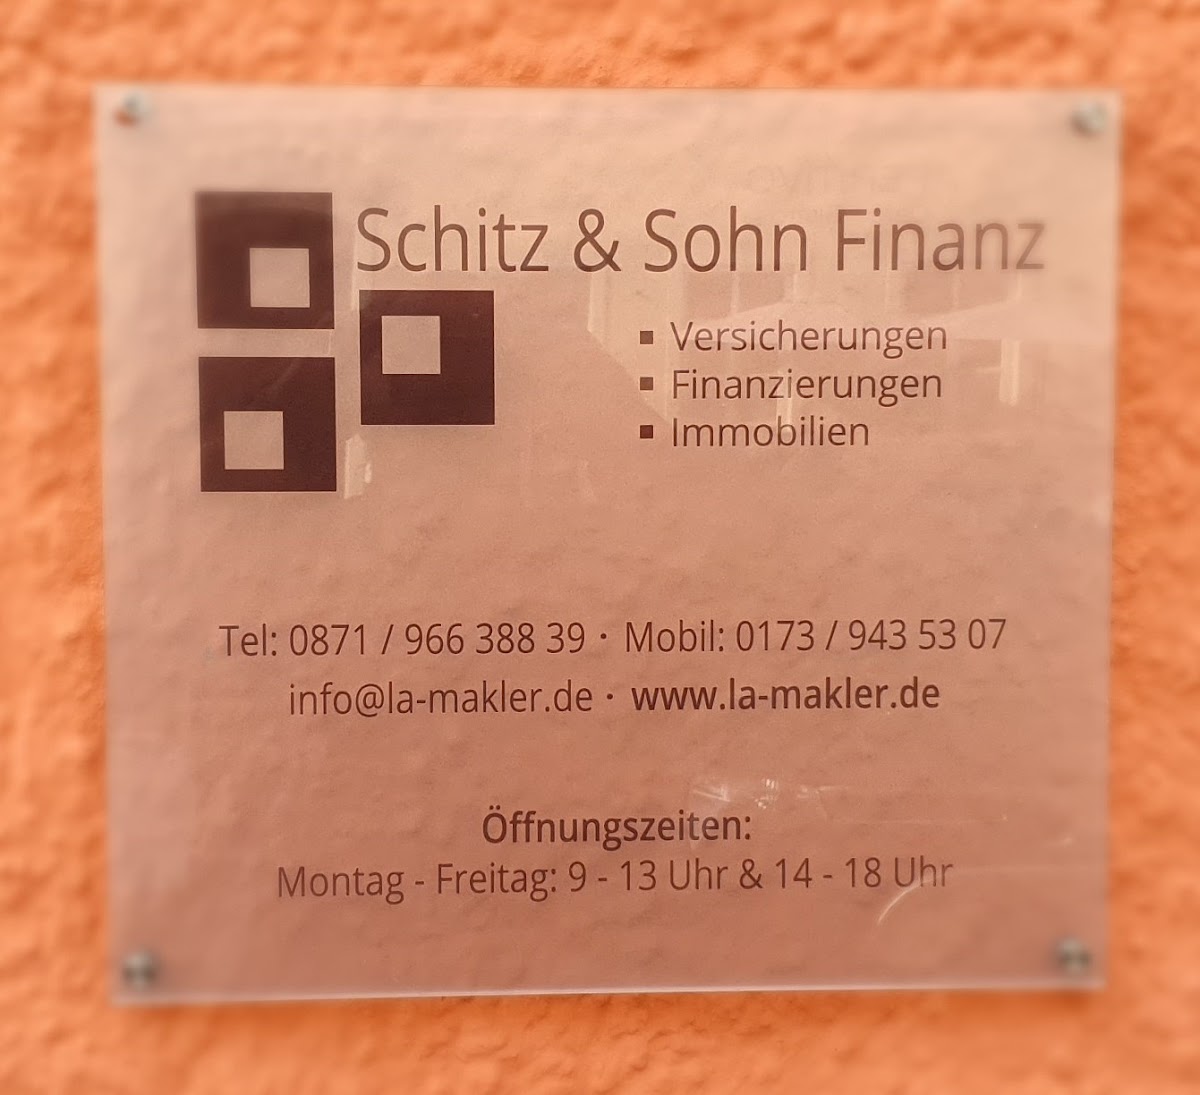 Schitz & Sohn Finanz
▪ Versicherungen
▪ Finanzierungen
▪ Immobilien
Tel: 0871 / 966 388 39 · Mobil: 0173 / 943 53 07
info@la-makler.de · www.la-makler.de
Öffnungszeiten:
Montag - Freitag: 9 - 13 Uhr & 14 - 18 Uhr